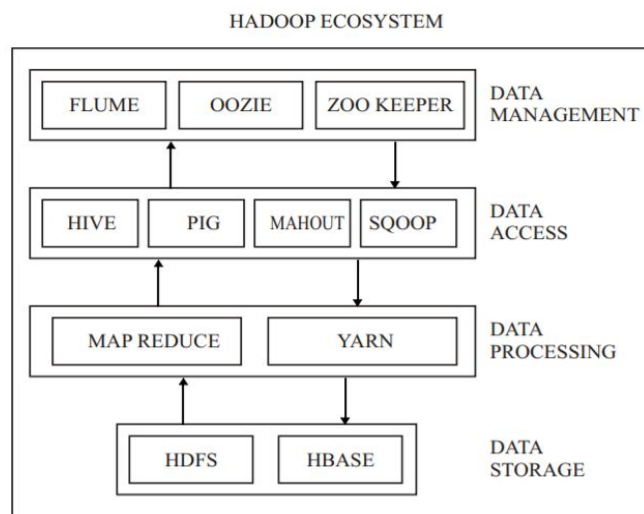 HADOOP ECOSYSTEM
FLUME
OOZIE
ZOO KEEPER
DATA
MANAGEMENT
HIVE
PIG
MAHOUT
SQOOP
DATA
ACCESS
MAP REDUCE
YARN
DATA
PROCESSING
HDFS
HBASE
DATA
STORAGE